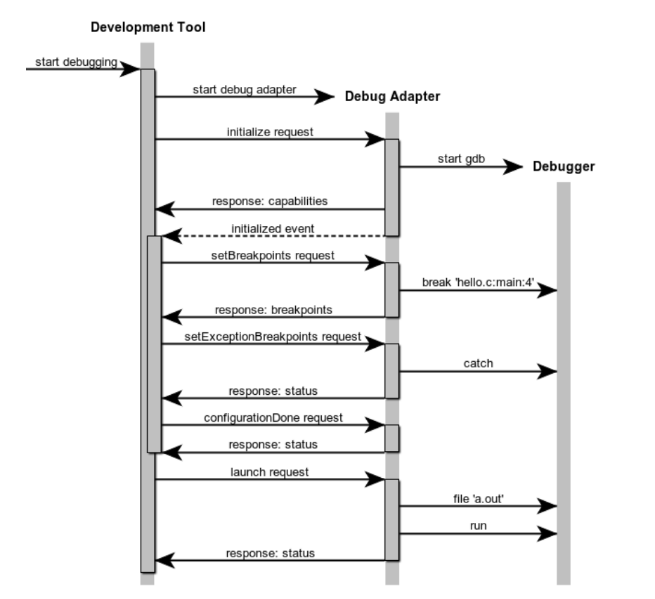 Development Tool
start debugging
start debug adapter
Debug Adapter
initialize request
start gdb
Debugger
response: capabilities
initialized event
setBreakpoints request
break 'hello.c:main:4'
response: breakpoints
setExceptionBreakpoints request
catch
response: status
configurationDone request
response: status
launch request
file 'a.out'
run
response: status